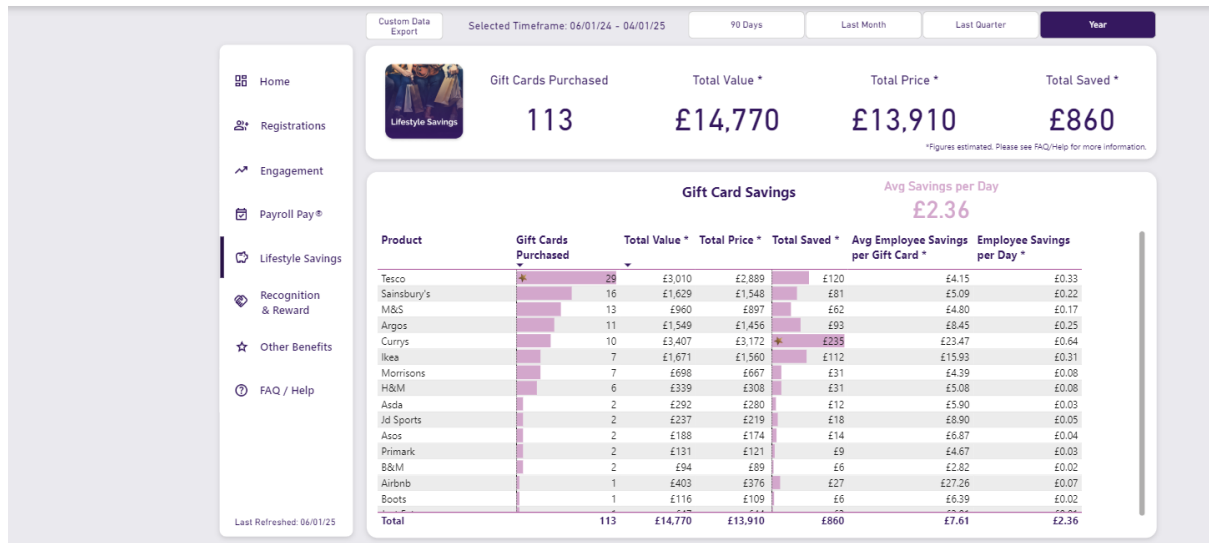 Custom Data Export
Selected Timeframe: 06/01/24 - 04/01/25
90 Days
Last Month
Last Quarter
Year
Home
Registrations
Engagement
Payroll Pay®
Lifestyle Savings
Recognition
& Reward
Other Benefits
FAQ / Help
Last Refreshed: 06/01/25
Lifestyle Savings
Gift Cards Purchased
113
Total Value *
£14,770
Total Price *
£13,910
Total Saved *
£860
*Figures estimated. Please see FAQ/Help for more information.
Gift Card Savings
Avg Savings per Day
£2.36
Product Gift Cards Purchased Total Value * Total Price * Total Saved * Avg Employee Savings per Gift Card * Employee Savings per Day *
Tesco 29 £3,010 £2,889 £120 £4.15 £0.33
Sainsbury's 16 £1,629 £1,548 £81 £5.09 £0.22
M&S 13 £960 £897 £62 £4.80 £0.17
Argos 11 £1,549 £1,456 £93 £8.45 £0.25
Currys 10 £3,407 £3,172 £235 £23.47 £0.64
Ikea 7 £1,671 £1,560 £112 £15.93 £0.31
Morrisons 7 £698 £667 £31 £4.39 £0.08
H&M 6 £339 £308 £31 £5.08 £0.08
Asda 2 £292 £280 £12 £5.90 £0.03
Jd Sports 2 £237 £219 £18 £8.90 £0.05
Asos 2 £188 £174 £14 £6.87 £0.04
Primark 2 £131 £121 £9 £4.67 £0.03
B&M 2 £94 £89 £6 £2.82 £0.02
Airbnb 1 £403 £376 £27 £27.26 £0.07
Boots 1 £116 £109 £6 £6.39 £0.02
Total 113 £14,770 £13,910 £860 £7.61 £2.36